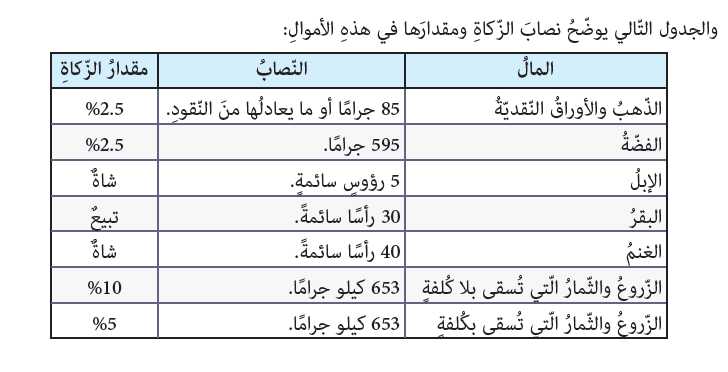 والجدول التّالي يوضّحُ نصابَ الزّكاةِ ومقدارَها في هذهِ الأموالِ:
المالُ النّصابُ مقدارُ الزّكاةِ
الذّهبُ والأوراقُ النّقديّةُ 85 جرامًا أو ما يعادلُها منَ النّقودِ. %2.5
الفضّةُ 595 جرامًا. %2.5
الإبلُ 5 رؤوسٍ سائمةٍ. شاةٌ
البقرُ 30 رأسًا سائمةً. تبيعٌ
الغنمُ 40 رأسًا سائمةً. شاةٌ
الزّروعُ والثّمارُ الّتي تُسقى بلا كُلفةٍ 653 كيلو جرامًا. %10
الزّروعُ والثّمارُ الّتي تُسقى بكُلفةٍ 653 كيلو جرامًا. %5